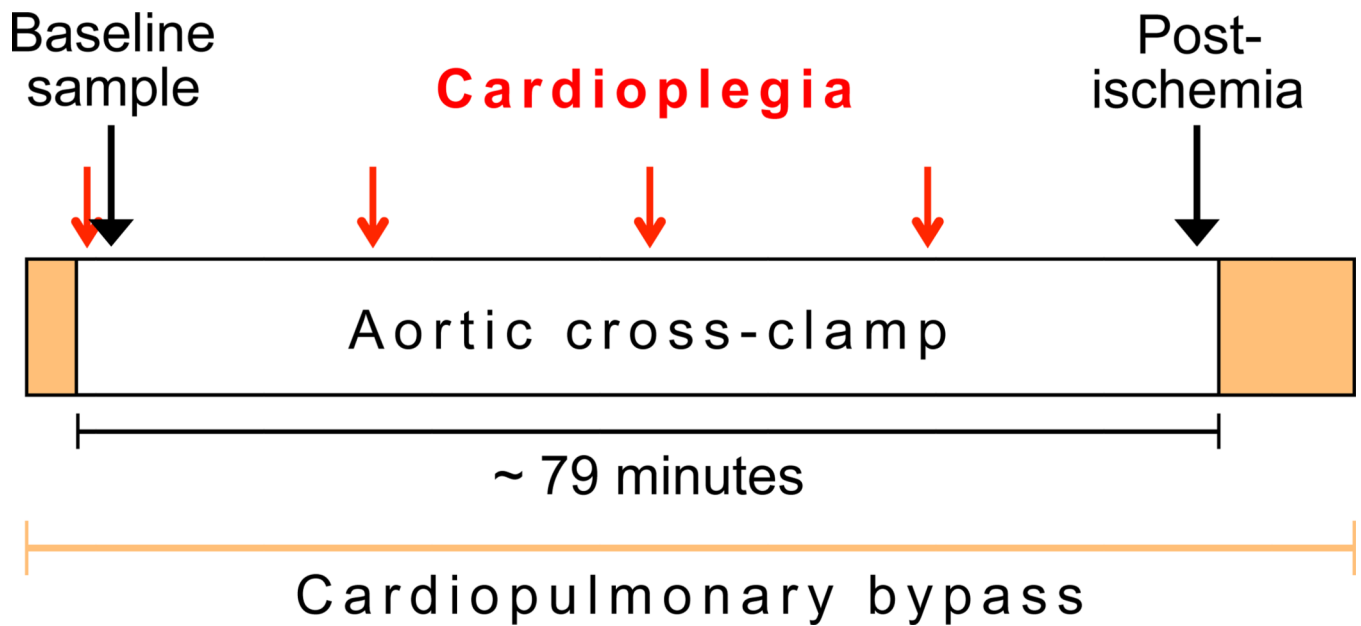 Baseline
sample
Cardioplegia
Post-
ischemia
Aortic cross-clamp
~ 79 minutes
Cardiopulmonary bypass